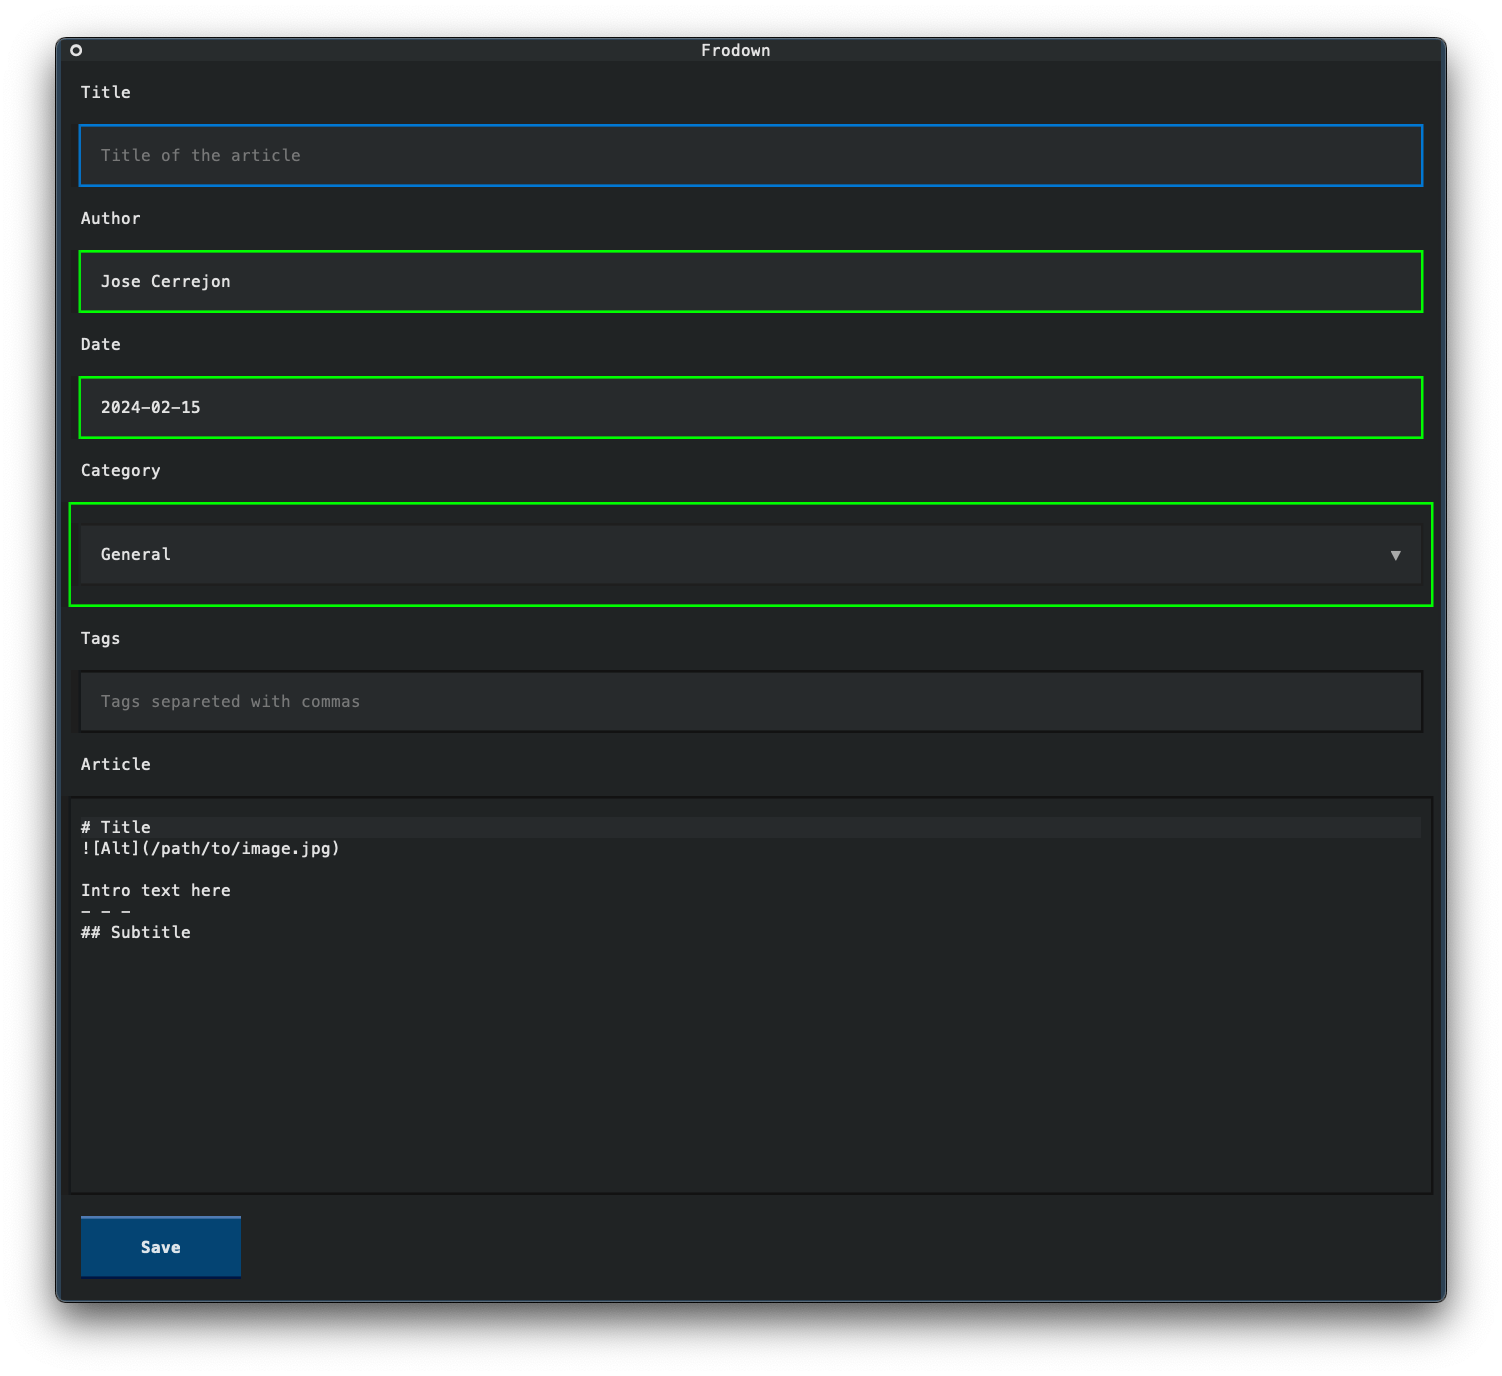 Frodown
Title
Title of the article
Author
Jose Cerrejon
Date
2024-02-15
Category
General ▼
Tags
Tags separeted with commas
Article
# Title
![Alt](/path/to/image.jpg)
Intro text here
- - -
## Subtitle
Save